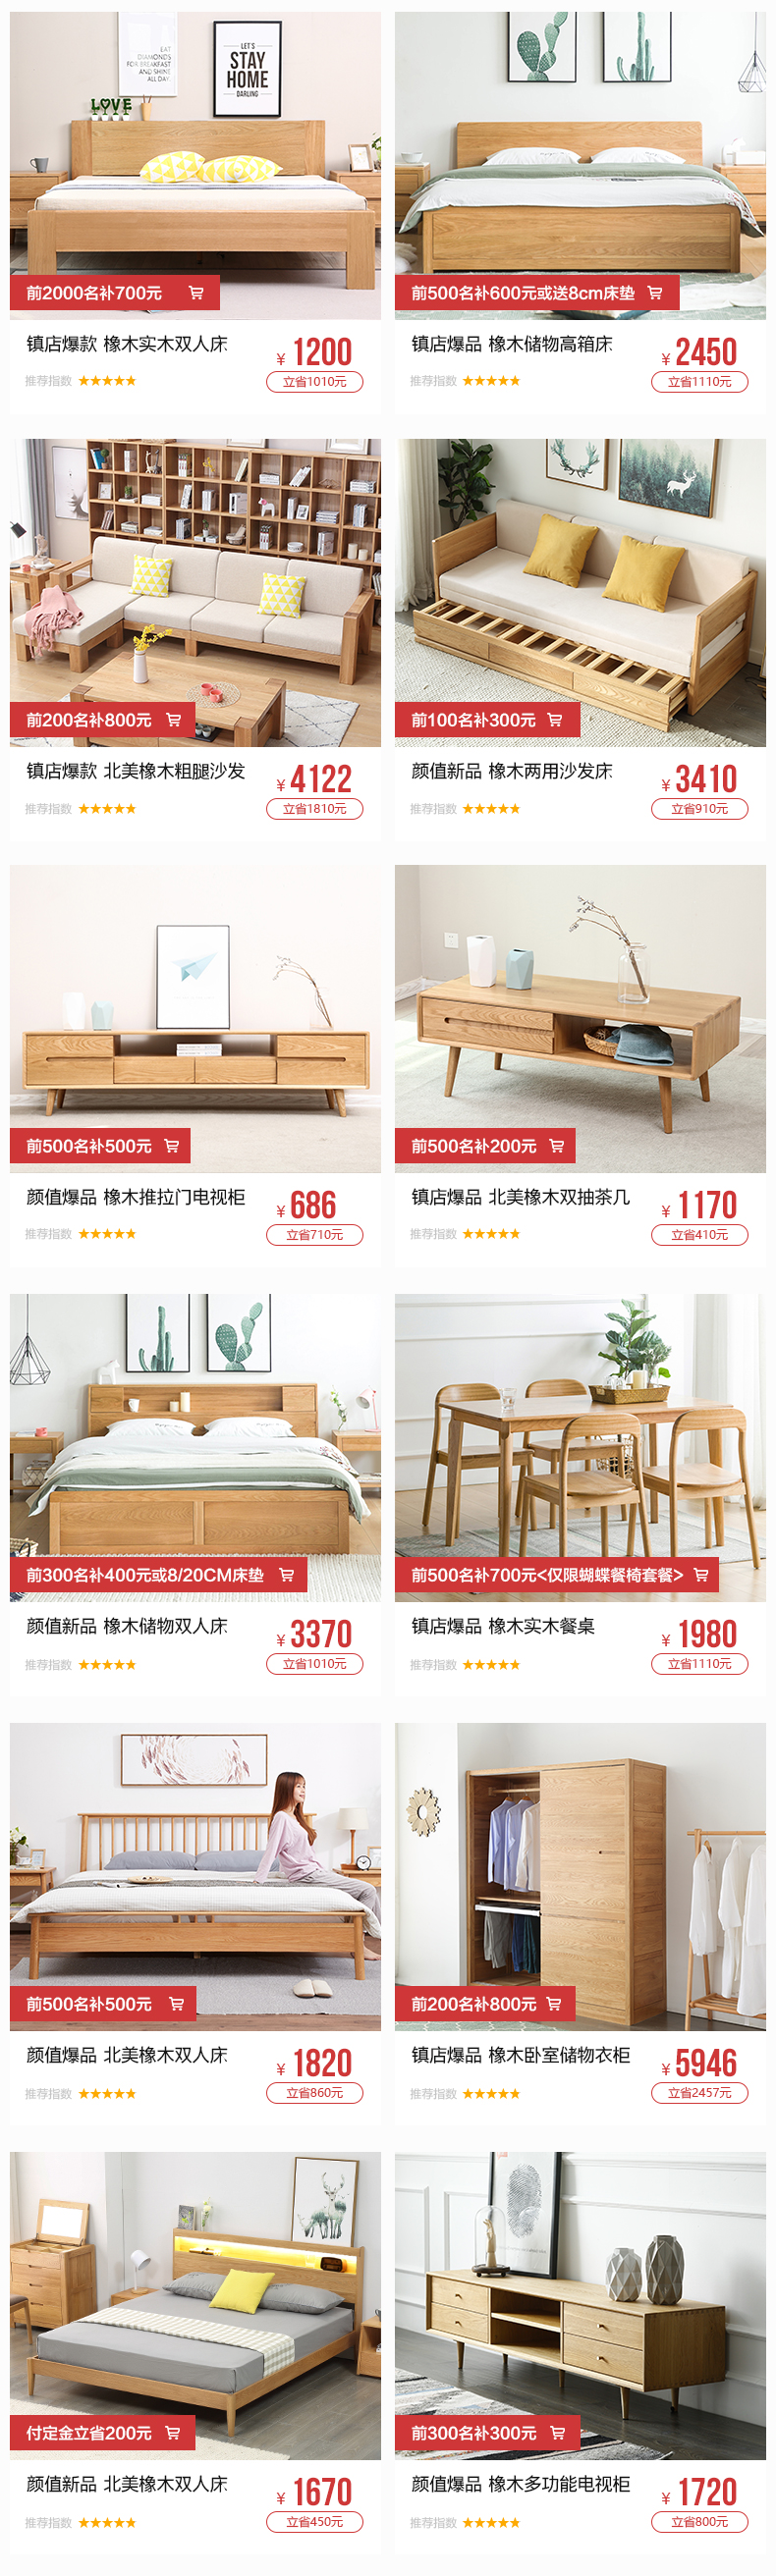 EAT
DIAMONDS
FOR BREAKFAST
AND SHINE
ALL DAY.
LET'S
STAY
HOME
DARLING
LOVE
前2000名补700元
前500名补600元或送8cm床垫
镇店爆款 橡木实木双人床
¥ 1200
推荐指数 ★★★★★
立省1010元
镇店爆品 橡木储物高箱床
¥ 2450
推荐指数 ★★★★★
立省1110元
前200名补800元
前100名补300元
镇店爆款 北美橡木粗腿沙发
¥ 4122
推荐指数 ★★★★★
立省1810元
颜值新品 橡木两用沙发床
¥ 3410
推荐指数 ★★★★★
立省910元
前500名补500元
前500名补200元
颜值爆品 橡木推拉门电视柜
¥ 686
推荐指数 ★★★★★
立省710元
镇店爆品 北美橡木双抽茶几
¥ 1170
推荐指数 ★★★★★
立省410元
前300名补400元或8/20CM床垫
前500名补700元<仅限蝴蝶餐椅套餐>
颜值新品 橡木储物双人床
¥ 3370
推荐指数 ★★★★★
立省1010元
镇店爆品 橡木实木餐桌
¥ 1980
推荐指数 ★★★★★
立省1110元
前500名补500元
前200名补800元
颜值爆品 北美橡木双人床
¥ 1820
推荐指数 ★★★★★
立省860元
镇店爆品 橡木卧室储物衣柜
¥ 5946
推荐指数 ★★★★★
立省2457元
付定金立省200元
前300名补300元
颜值新品 北美橡木双人床
¥ 1670
推荐指数 ★★★★★
立省450元
颜值爆品 橡木多功能电视柜
¥ 1720
推荐指数 ★★★★★
立省800元